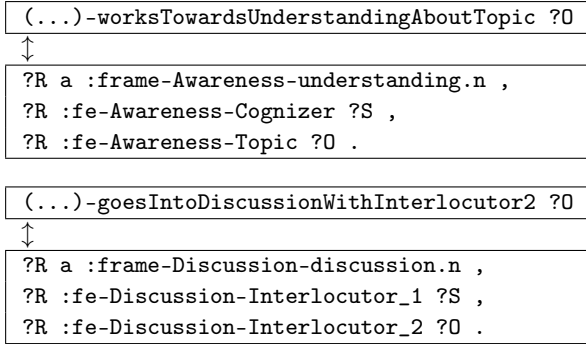 (...)-worksTowardsUnderstandingAboutTopic ?O
↕
?R a :frame-Awareness-understanding.n ,
?R :fe-Awareness-Cognizer ?S ,
?R :fe-Awareness-Topic ?O .
(...)-goesIntoDiscussionWithInterlocutor2 ?O
↕
?R a :frame-Discussion-discussion.n ,
?R :fe-Discussion-Interlocutor_1 ?S ,
?R :fe-Discussion-Interlocutor_2 ?O .